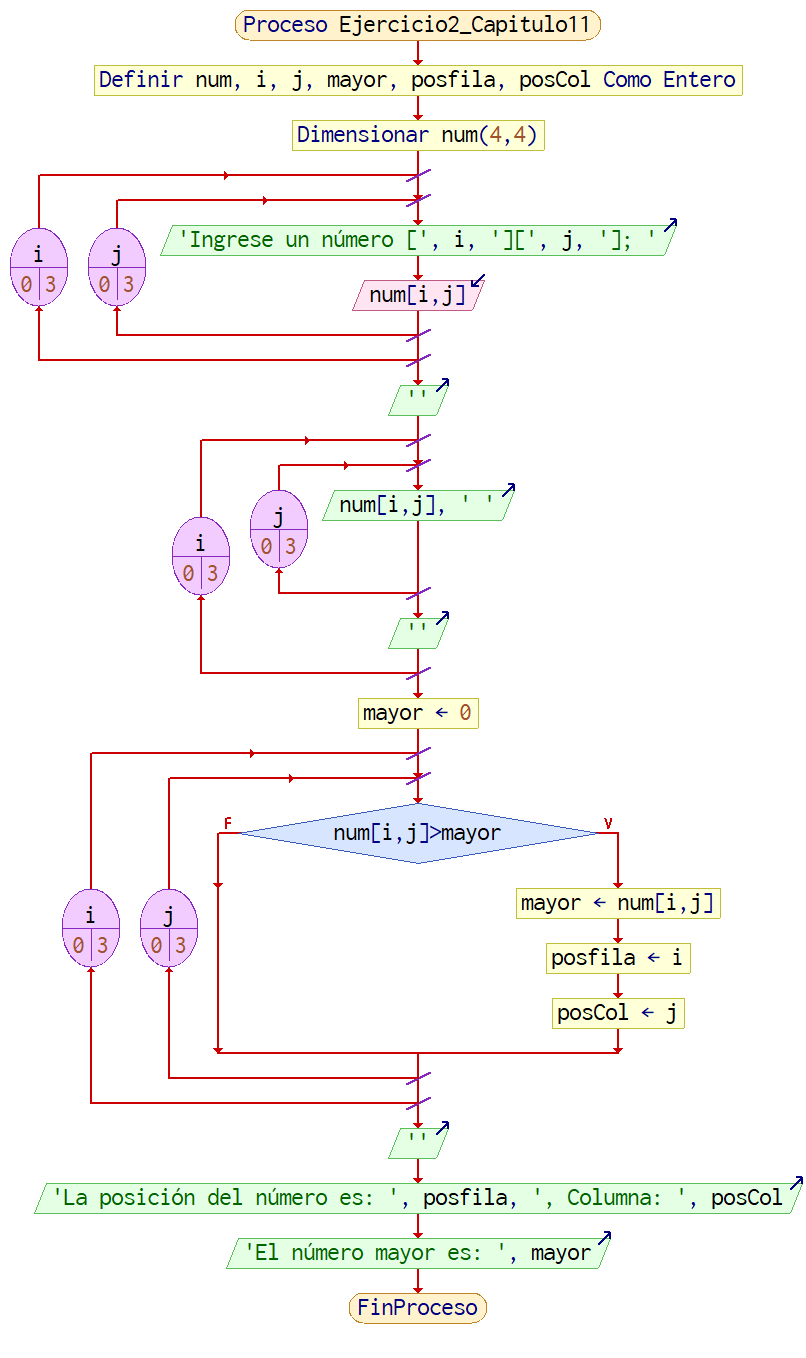 Proceso Ejercicio2_Capitulo11
Definir num, i, j, mayor, posfila, posCol Como Entero
Dimensionar num(4,4)
i
0 3
j
0 3
'Ingrese un número [', i, '][', j, ']; '
num[i,j]
''
i
0 3
j
0 3
num[i,j], ' '
''
mayor ← 0
i
0 3
j
0 3
num[i,j]>mayor
F
V
mayor ← num[i,j]
posfila ← i
posCol ← j
''
'La posición del número es: ', posfila, ', Columna: ', posCol
'El número mayor es: ', mayor
FinProceso